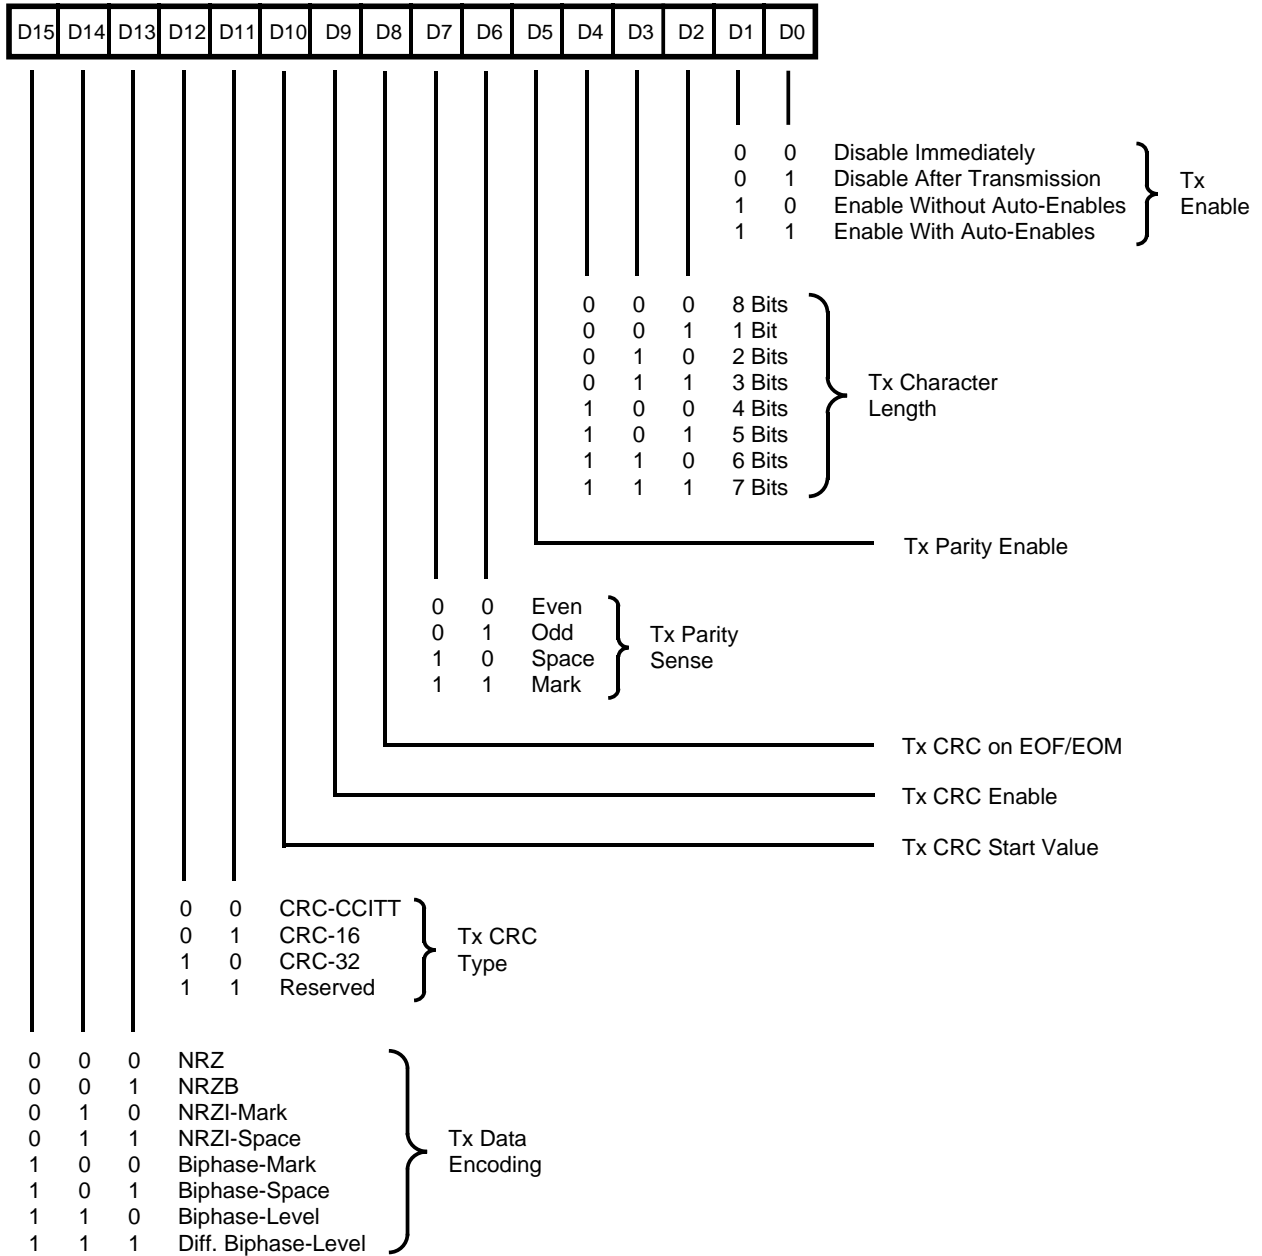 D15 D14 D13 D12 D11 D10 D9 D8 D7 D6 D5 D4 D3 D2 D1 D0
0 0 Disable Immediately
0 1 Disable After Transmission
1 0 Enable Without Auto-Enables
1 1 Enable With Auto-Enables
Tx
Enable
0 0 0 8 Bits
0 0 1 1 Bit
0 1 0 2 Bits
0 1 1 3 Bits
1 0 0 4 Bits
1 0 1 5 Bits
1 1 0 6 Bits
1 1 1 7 Bits
Tx Character
Length
Tx Parity Enable
0 0 Even
0 1 Odd
1 0 Space
1 1 Mark
Tx Parity
Sense
Tx CRC on EOF/EOM
Tx CRC Enable
Tx CRC Start Value
0 0 CRC-CCITT
0 1 CRC-16
1 0 CRC-32
1 1 Reserved
Tx CRC
Type
0 0 0 NRZ
0 0 1 NRZB
0 1 0 NRZI-Mark
0 1 1 NRZI-Space
1 0 0 Biphase-Mark
1 0 1 Biphase-Space
1 1 0 Biphase-Level
1 1 1 Diff. Biphase-Level
Tx Data
Encoding